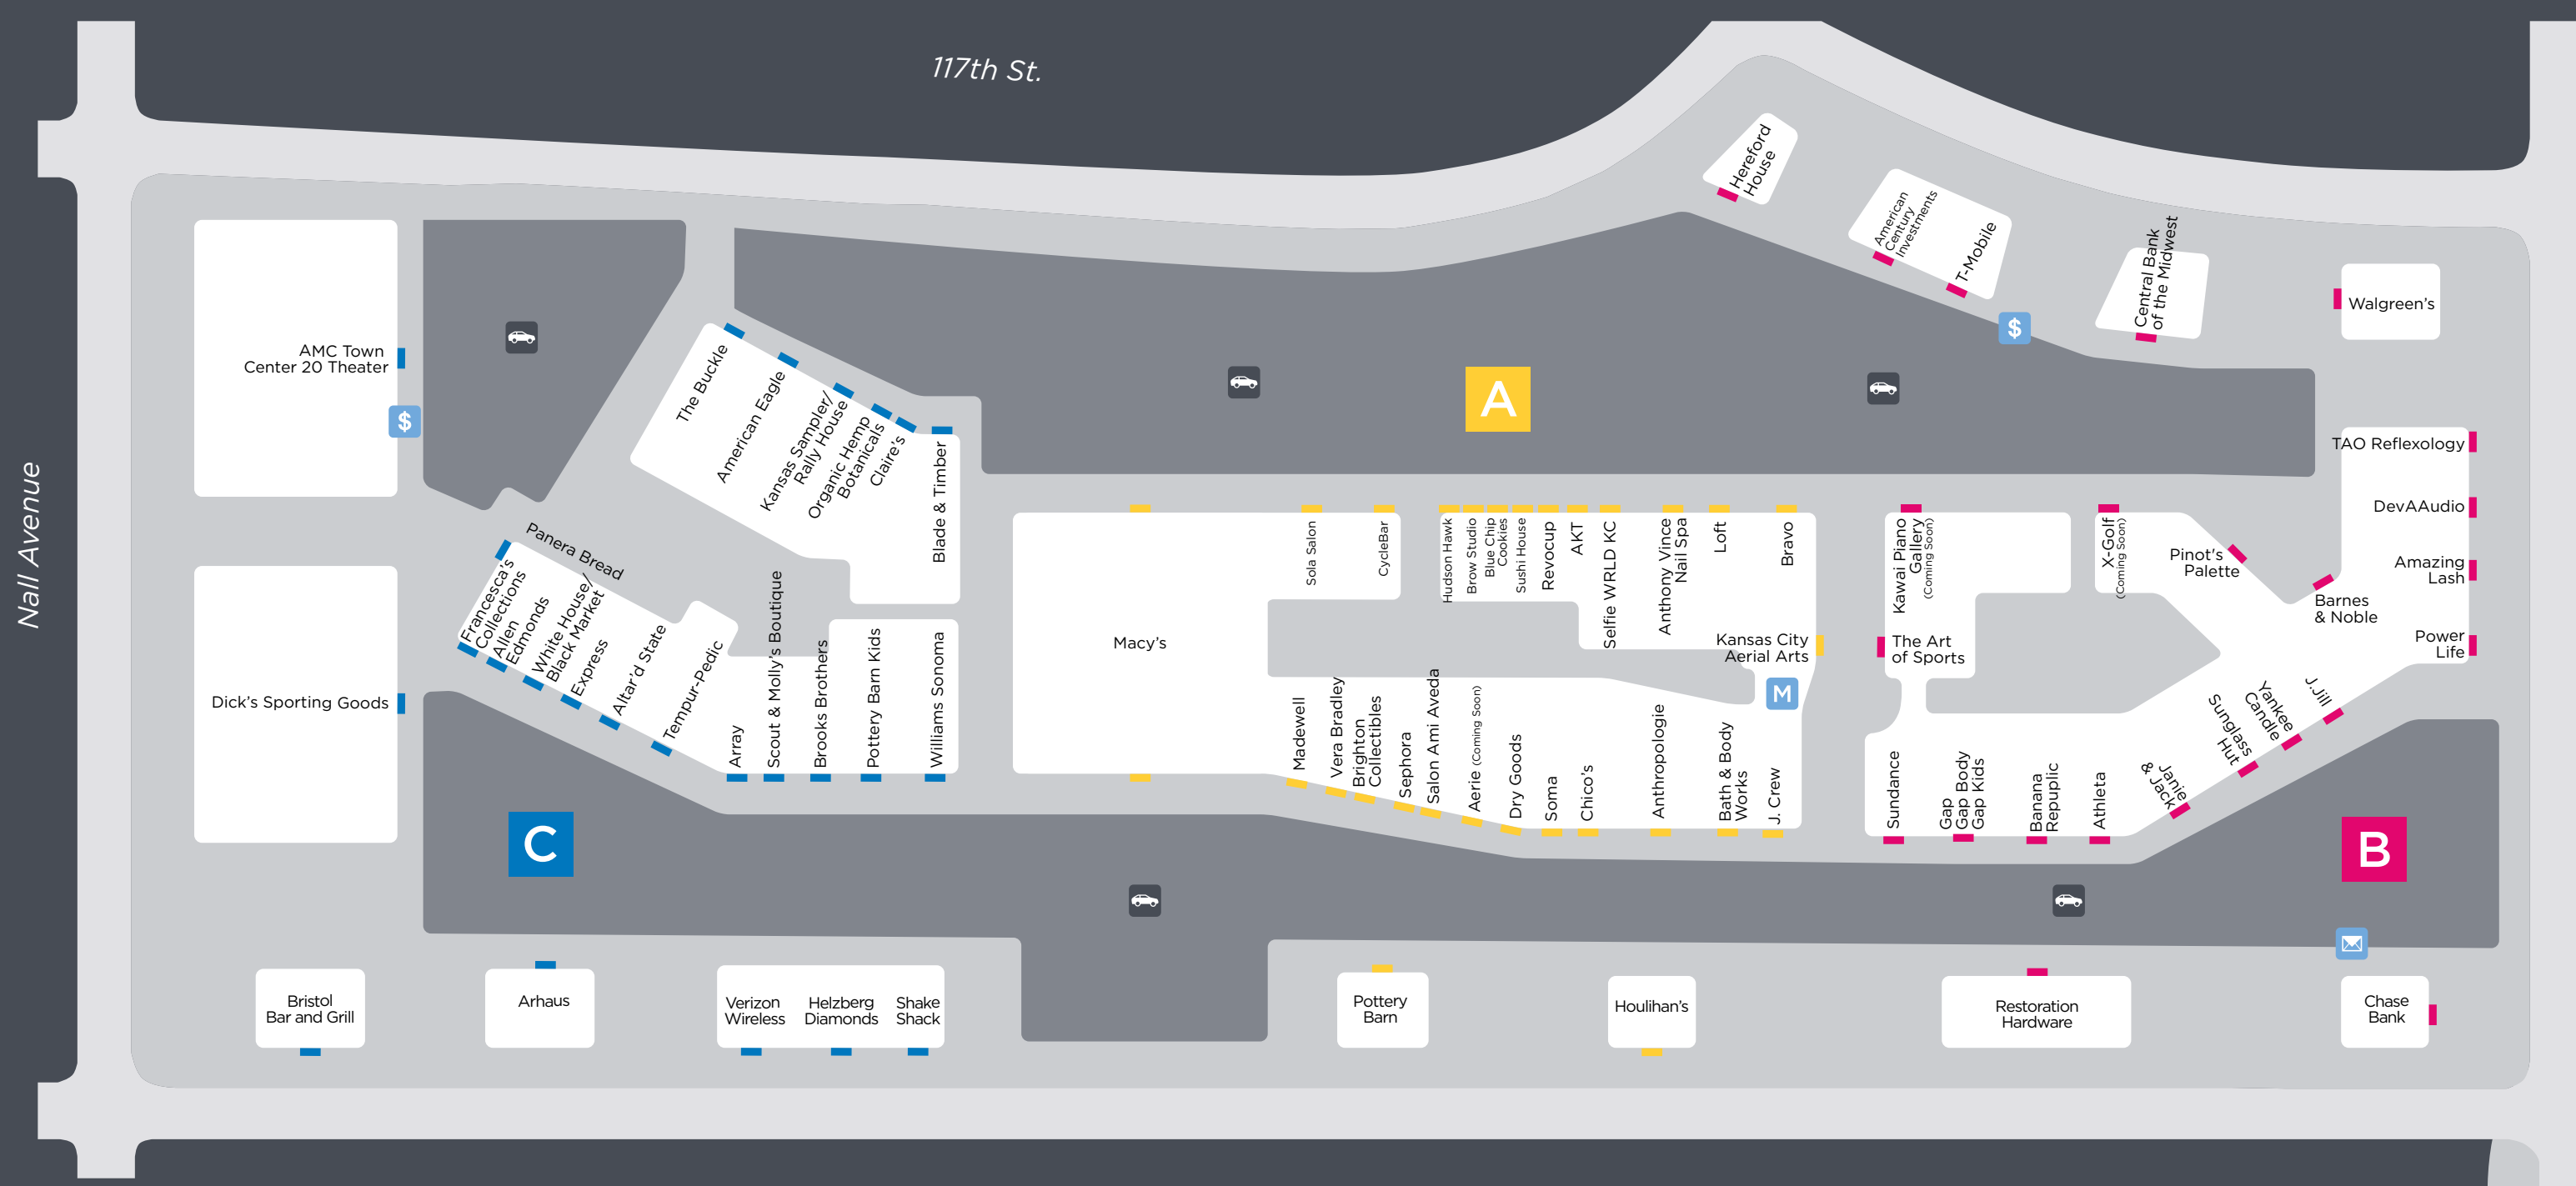 117th St.
Nall Avenue
Hereford
House
American
Century
Investments
T-Mobile
Central Bank
of the Midwest
Walgreen's
$
AMC Town
Center 20 Theater
$
A
The Buckle
American Eagle
Kansas Sampler/
Rally House
Organic Hemp
Botanicals
Claire's
Blade & Timber
TAO Reflexology
DevAAudio
Amazing
Lash
Power
Life
Panera Bread
Francesca's
Collections
Allen
Edmonds
White House/
Black Market
Express
Altar'd State
Tempur-Pedic
Array
Scout & Molly's Boutique
Brooks Brothers
Pottery Barn Kids
Williams Sonoma
Dick's Sporting Goods
Macy's
Sola Salon
CycleBar
Hudson Hawk
Brow Studio
Blue Chip
Cookies
Sushi House
Revocup
AKT
Selfie WRLD KC
Anthony Vince
Nail Spa
Loft
Bravo
Kansas City
Aerial Arts
M
Kawai Piano
Gallery
(Coming Soon)
The Art
of Sports
X-Golf
(Coming Soon)
Pinot's
Palette
Barnes
& Noble
Madewell
Vera Bradley
Brighton
Collectibles
Sephora
Salon Ami Aveda
Aerie (Coming Soon)
Dry Goods
Soma
Chico's
Anthropologie
Bath & Body
Works
J. Crew
Sundance
Gap
Gap Body
Gap Kids
Banana
Repuplic
Athleta
Janie
& Jack
Sunglass
Hut
Yankee
Candle
J.Jill
C
B
Bristol
Bar and Grill
Arhaus
Verizon
Wireless
Helzberg
Diamonds
Shake
Shack
Pottery
Barn
Houlihan's
Restoration
Hardware
Chase
Bank